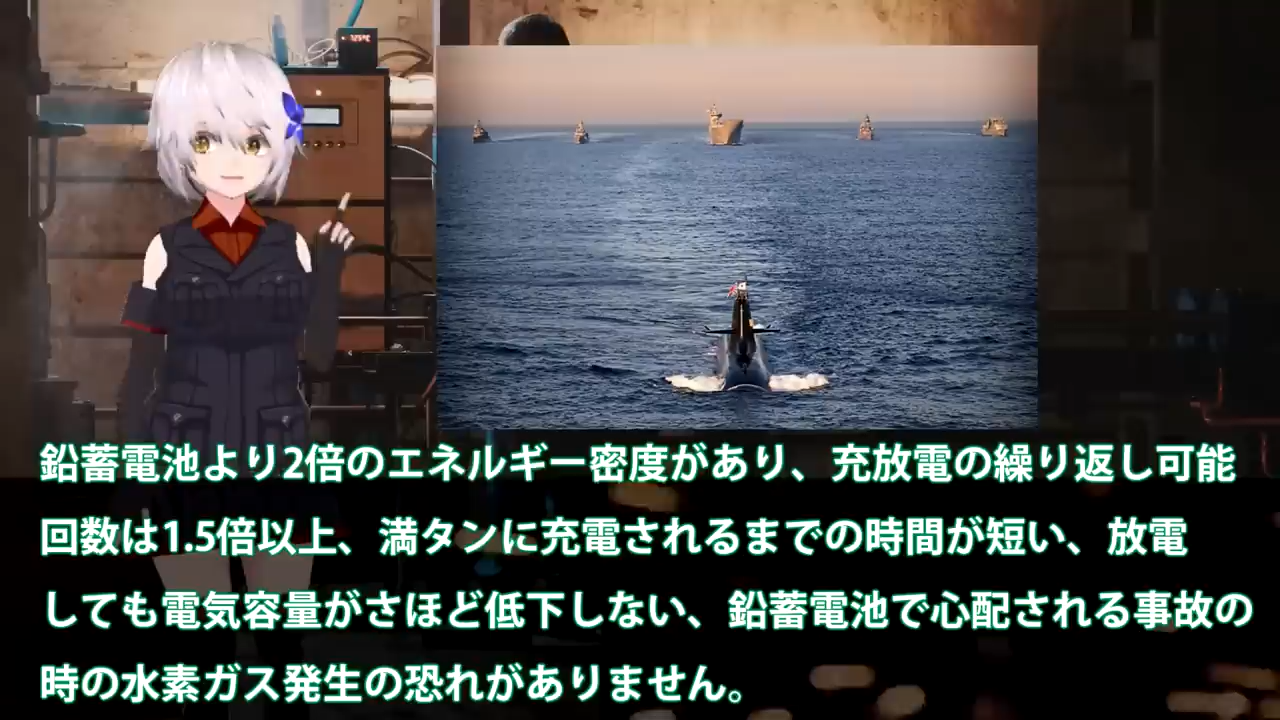 鉛蓄電池より2倍のエネルギー密度があり、充放電の繰り返し可能
回数は1.5倍以上、満タンに充電されるまでの時間が短い、放電
しても電気容量がさほど低下しない、鉛蓄電池で心配される事故の
時の水素ガス発生の恐れがありません。